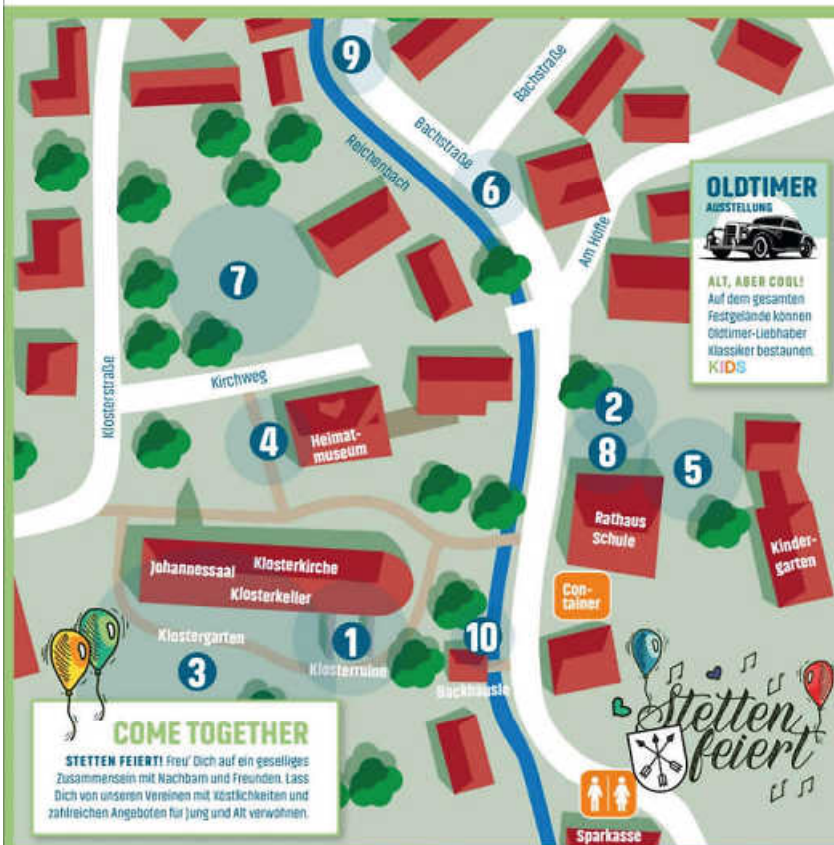 9
Bachstraße
Bachstraße
Reichenbach
6
Am Höfle
OLDTIMER
AUSSTELLUNG
ALT, ABER COOL!
Auf dem gesamten
Festgelände können
Oldtimer-Liebhaber
Klassiker bestaunen.
KIDS
7
Klosterstraße
Kirchweg
2
4
Heimat-
museum
8
5
Rathaus
Schule
Kinder-
garten
Johannessaal
Klosterkirche
Klosterkeller
Con-
tainer
Klostergarten
1
10
3
Klosterruine
Backhäusle
Stetten
feiert
COME TOGETHER
STETTEN FEIERT! Freu' Dich auf ein geselliges
Zusammensein mit Nachbarn und Freunden. Lass
Dich von unseren Vereinen mit Köstlichkeiten und
zahlreichen Angeboten für Jung und Alt verwöhnen.
Sparkasse